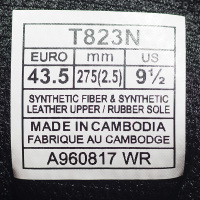 T823N
EURO mm US
43.5 275(2.5) 9½
SYNTHETIC FIBER & SYNTHETIC
LEATHER UPPER / RUBBER SOLE
MADE IN CAMBODIA
FABRIQUE AU CAMBODGE
A960817 WR